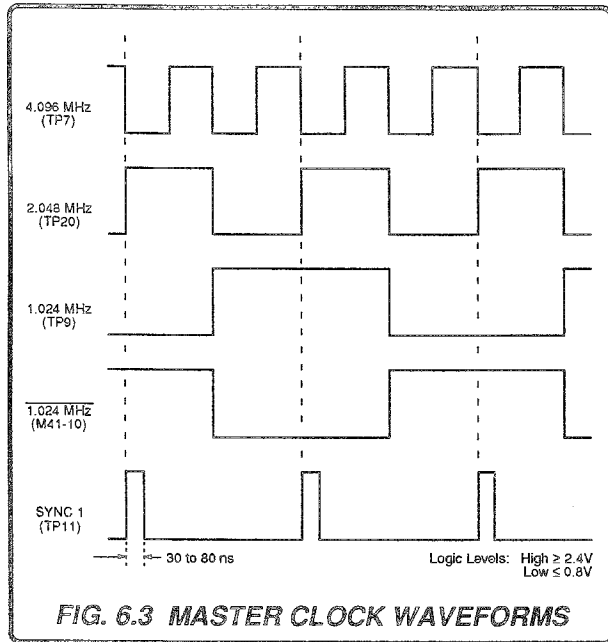 4.096 MHz
(TP7)
2.048 MHz
(TP20)
1.024 MHz
(TP9)
1.024 MHz
(M41-10)
SYNC 1
(TP11)
30 to 80 ns
Logic Levels: High ≥ 2.4V
Low ≤ 0.8V
FIG. 6.3 MASTER CLOCK WAVEFORMS